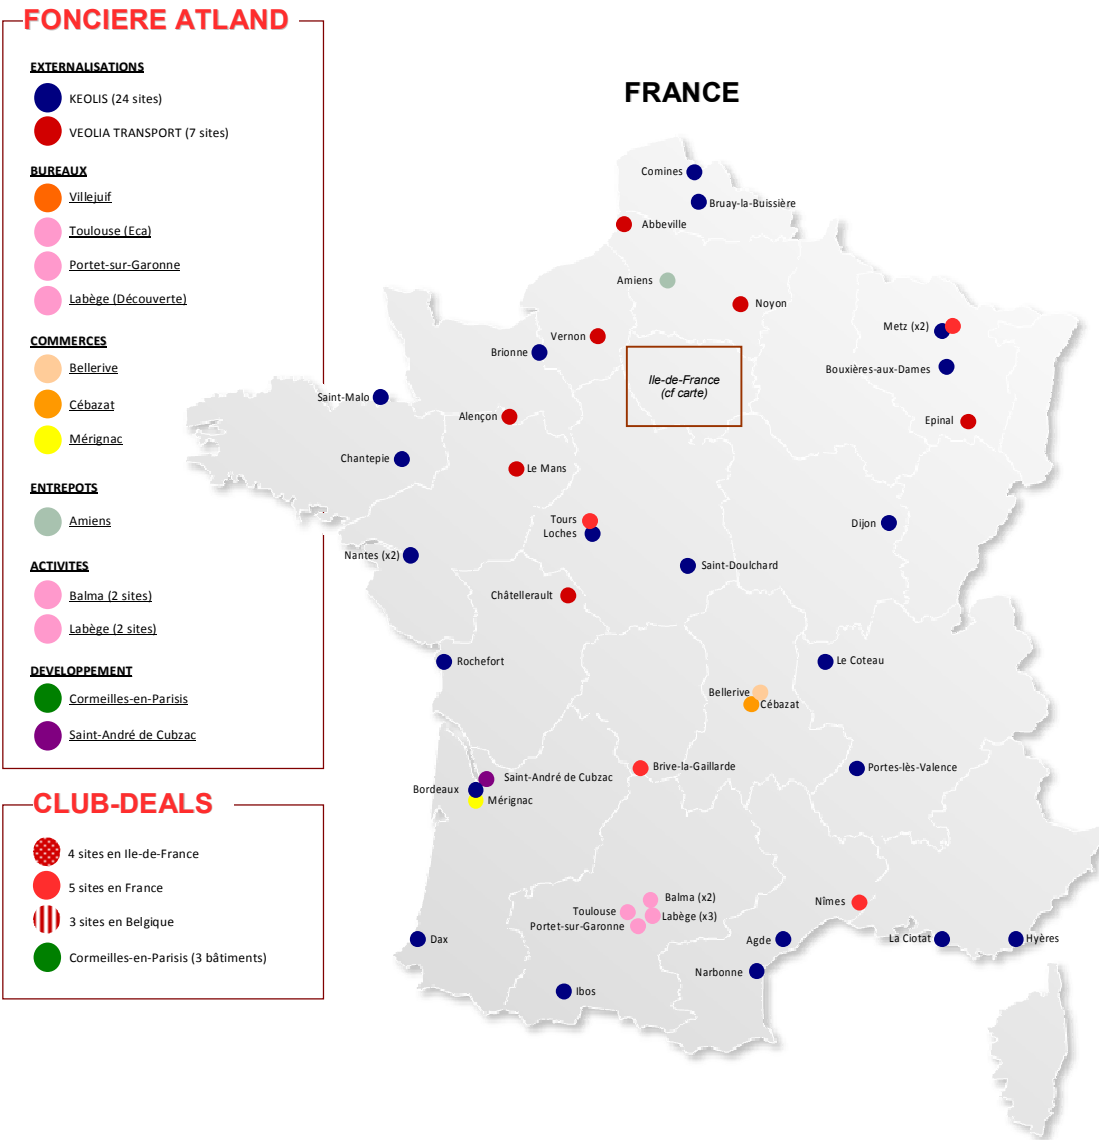 FONCIERE ATLAND
EXTERNALISATIONS
KEOLIS (24 sites)
VEOLIA TRANSPORT (7 sites)
BUREAUX
Villejuif
Toulouse (Eca)
Portet-sur-Garonne
Labège (Découverte)
COMMERCES
Bellerive
Cébazat
Mérignac
ENTREPOTS
Amiens
ACTIVITES
Balma (2 sites)
Labège (2 sites)
DEVELOPPEMENT
Cormeilles-en-Parisis
Saint-André de Cubzac
CLUB-DEALS
4 sites en Ile-de-France
5 sites en France
3 sites en Belgique
Cormeilles-en-Parisis (3 bâtiments)
FRANCE
Comines
Bruay-la-Buissière
Abbeville
Amiens
Noyon
Metz (x2)
Vernon
Brionne
Bouxières-aux-Dames
Ile-de-France
(cf carte)
Saint-Malo
Alençon
Epinal
Chantepie
Le Mans
Tours
Loches
Dijon
Nantes (x2)
Saint-Doulchard
Châtellerault
Rochefort
Le Coteau
Bellerive
Cébazat
Brive-la-Gaillarde
Portes-lès-Valence
Saint-André de Cubzac
Bordeaux
Mérignac
Balma (x2)
Nîmes
Toulouse
Labège (x3)
Portet-sur-Garonne
Dax
Agde
La Ciotat
Hyères
Narbonne
Ibos